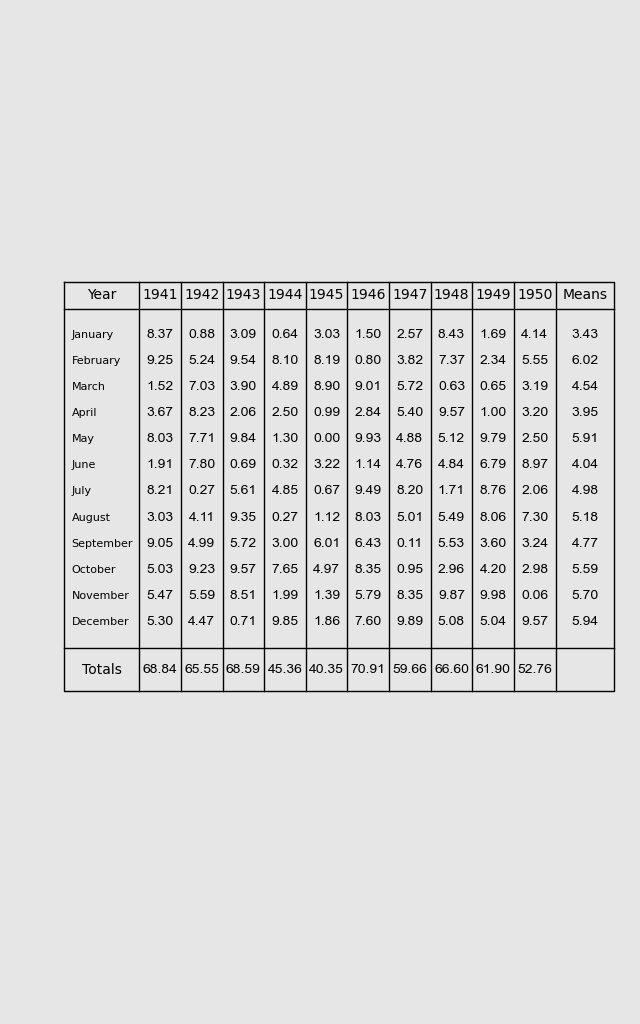 Year 1941 1942 1943 1944 1945 1946 1947 1948 1949 1950 Means
January 8.37 0.88 3.09 0.64 3.03 1.50 2.57 8.43 1.69 4.14 3.43
February 9.25 5.24 9.54 8.10 8.19 0.80 3.82 7.37 2.34 5.55 6.02
March 1.52 7.03 3.90 4.89 8.90 9.01 5.72 0.63 0.65 3.19 4.54
April 3.67 8.23 2.06 2.50 0.99 2.84 5.40 9.57 1.00 3.20 3.95
May 8.03 7.71 9.84 1.30 0.00 9.93 4.88 5.12 9.79 2.50 5.91
June 1.91 7.80 0.69 0.32 3.22 1.14 4.76 4.84 6.79 8.97 4.04
July 8.21 0.27 5.61 4.85 0.67 9.49 8.20 1.71 8.76 2.06 4.98
August 3.03 4.11 9.35 0.27 1.12 8.03 5.01 5.49 8.06 7.30 5.18
September 9.05 4.99 5.72 3.00 6.01 6.43 0.11 5.53 3.60 3.24 4.77
October 5.03 9.23 9.57 7.65 4.97 8.35 0.95 2.96 4.20 2.98 5.59
November 5.47 5.59 8.51 1.99 1.39 5.79 8.35 9.87 9.98 0.06 5.70
December 5.30 4.47 0.71 9.85 1.86 7.60 9.89 5.08 5.04 9.57 5.94
Totals 68.84 65.55 68.59 45.36 40.35 70.91 59.66 66.60 61.90 52.76